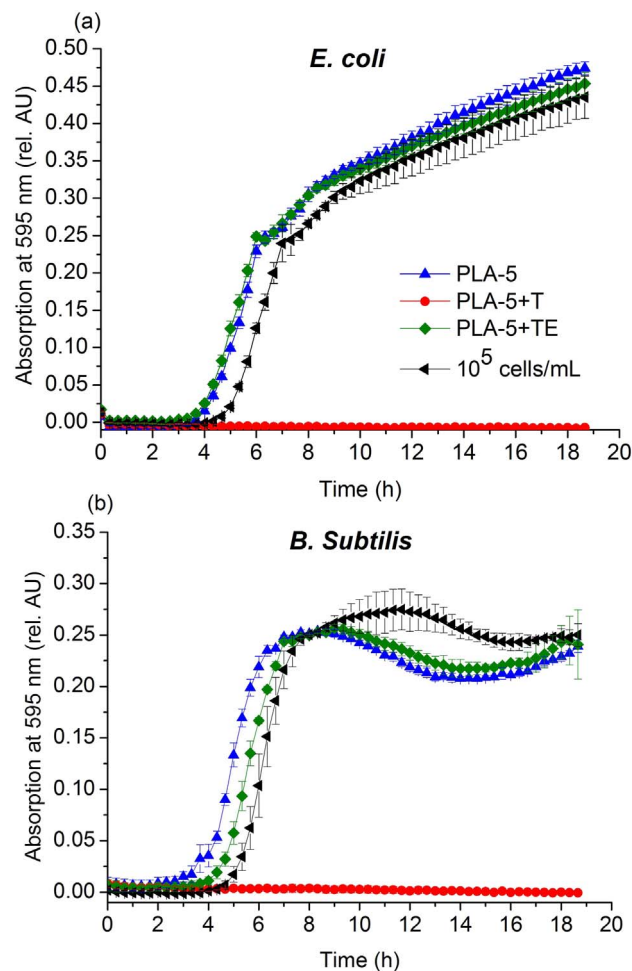 (a)
E. coli
0.50
0.45
0.40
0.35
0.30
0.25
0.20
0.15
0.10
0.05
0.00
Absorption at 595 nm (rel. AU)
PLA-5
PLA-5+T
PLA-5+TE
10^5 cells/mL
0 2 4 6 8 10 12 14 16 18 20
Time (h)
(b)
B. Subtilis
0.35
0.30
0.25
0.20
0.15
0.10
0.05
0.00
Absorption at 595 nm (rel. AU)
0 2 4 6 8 10 12 14 16 18 20
Time (h)